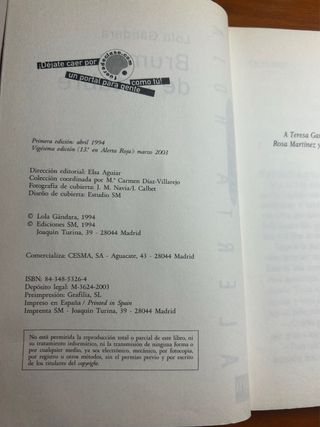 ¡Déjate caer por
fueradeclase.com
un portal para gente
como tú!
Primera edición: abril 1994
Vigésima edición (13.ª en Alerta Roja) marzo 2003
Dirección editorial: Elsa Aguiar
Colección coordinada por M.ª Carmen Díaz-Villarejo
Fotografía de cubierta: J. M. Navia/J. Calbet
Diseño de cubierta: Estudio SM
© Lola Gándara, 1994
© Ediciones SM, 1994
Joaquín Turina, 39 - 28044 Madrid
Comercializa: CESMA, SA - Aguacate, 43 - 28044 Madrid
ISBN: 84-348-5326-4
Depósito legal: M-3624-2003
Preimpresión: Grafilia, SL
Impreso en España / Printed in Spain
Imprenta SM - Joaquín Turina, 39 - 28044 Madrid
No está permitida la reproducción total o parcial de este libro, ni
su tratamiento informático, ni la transmisión de ninguna forma o
por cualquier medio, ya sea electrónico, mecánico, por fotocopia,
por registro u otros métodos, sin el permiso previo y por escrito
de los titulares del copyright.
A Teresa
Rosa Martínez y